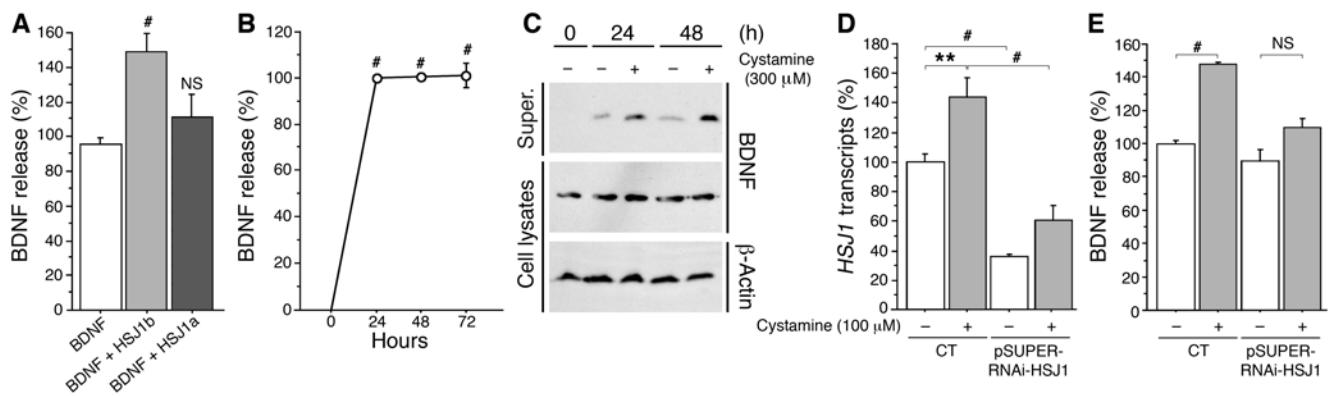 A
BDNF release (%)
160
140
120
100
80
60
40
20
0
#
NS
BDNF
BDNF + HSJ1b
BDNF + HSJ1a
B
BDNF release (%)
120
100
80
60
40
20
0
#
#
#
0
24
48
72
Hours
C
0
24
48
(h)
–
–
+
–
+
Cystamine
(300 µM)
Super.
Cell lysates
BDNF
β-Actin
D
HSJ1 transcripts (%)
180
160
140
120
100
80
60
40
20
0
#
**
#
Cystamine (100 µM)
–
+
–
+
CT
pSUPER-
RNAi-HSJ1
E
BDNF release (%)
160
140
120
100
80
60
40
20
0
#
NS
–
+
–
+
CT
pSUPER-
RNAi-HSJ1